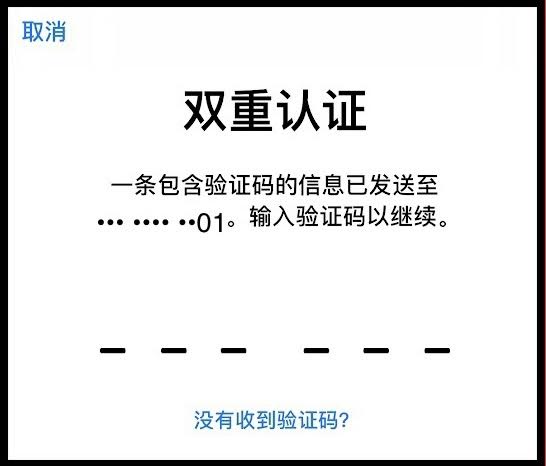 取消
双重认证
一条包含验证码的信息已发送至
••• •••• ••01。输入验证码以继续。
没有收到验证码？